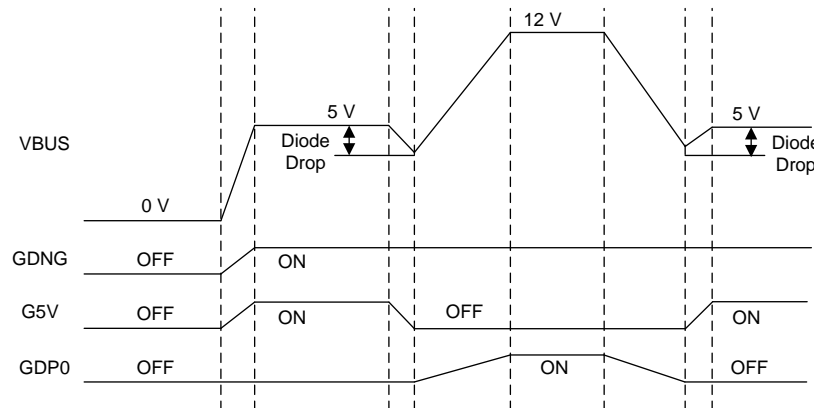 12 V
5 V
5 V
VBUS
Diode
Drop
Diode
Drop
0 V
GDNG
OFF
ON
G5V
OFF
ON
OFF
ON
GDP0
OFF
ON
OFF